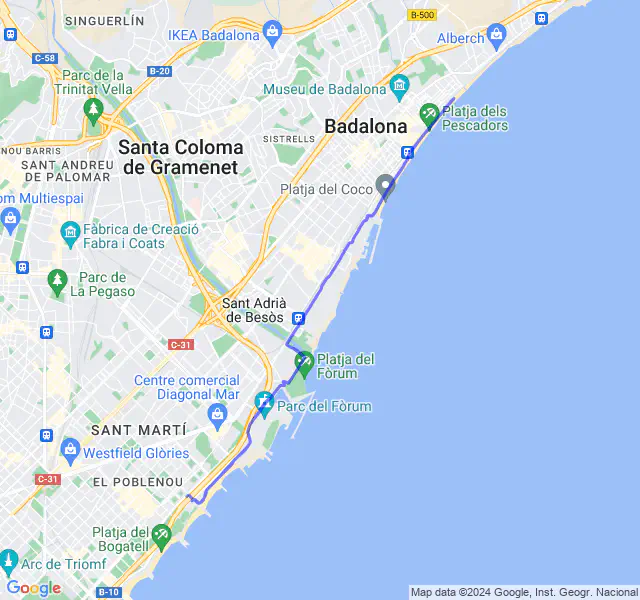 SINGUERLÍN
B-500
IKEA Badalona
Alberch
C-58
B-20
Parc de la
Trinitat Vella
Museu de Badalona
Platja dels
Pescadors
Badalona
NOU BARRIS
SISTRELLS
Santa Coloma
de Gramenet
SANT ANDREU
DE PALOMAR
Platja del Coco
om Multiespai
Fàbrica de Creació
Fabra i Coats
Parc de
La Pegaso
Sant Adrià
de Besòs
C-31
Platja del
Fòrum
Centre comercial
Diagonal Mar
Parc del Fòrum
SANT MARTÍ
Westfield Glòries
C-31
EL POBLENOU
Platja del
Bogatell
Arc de Triomf
Google
B-10
Map data ©2024 Google, Inst. Geogr. Nacional